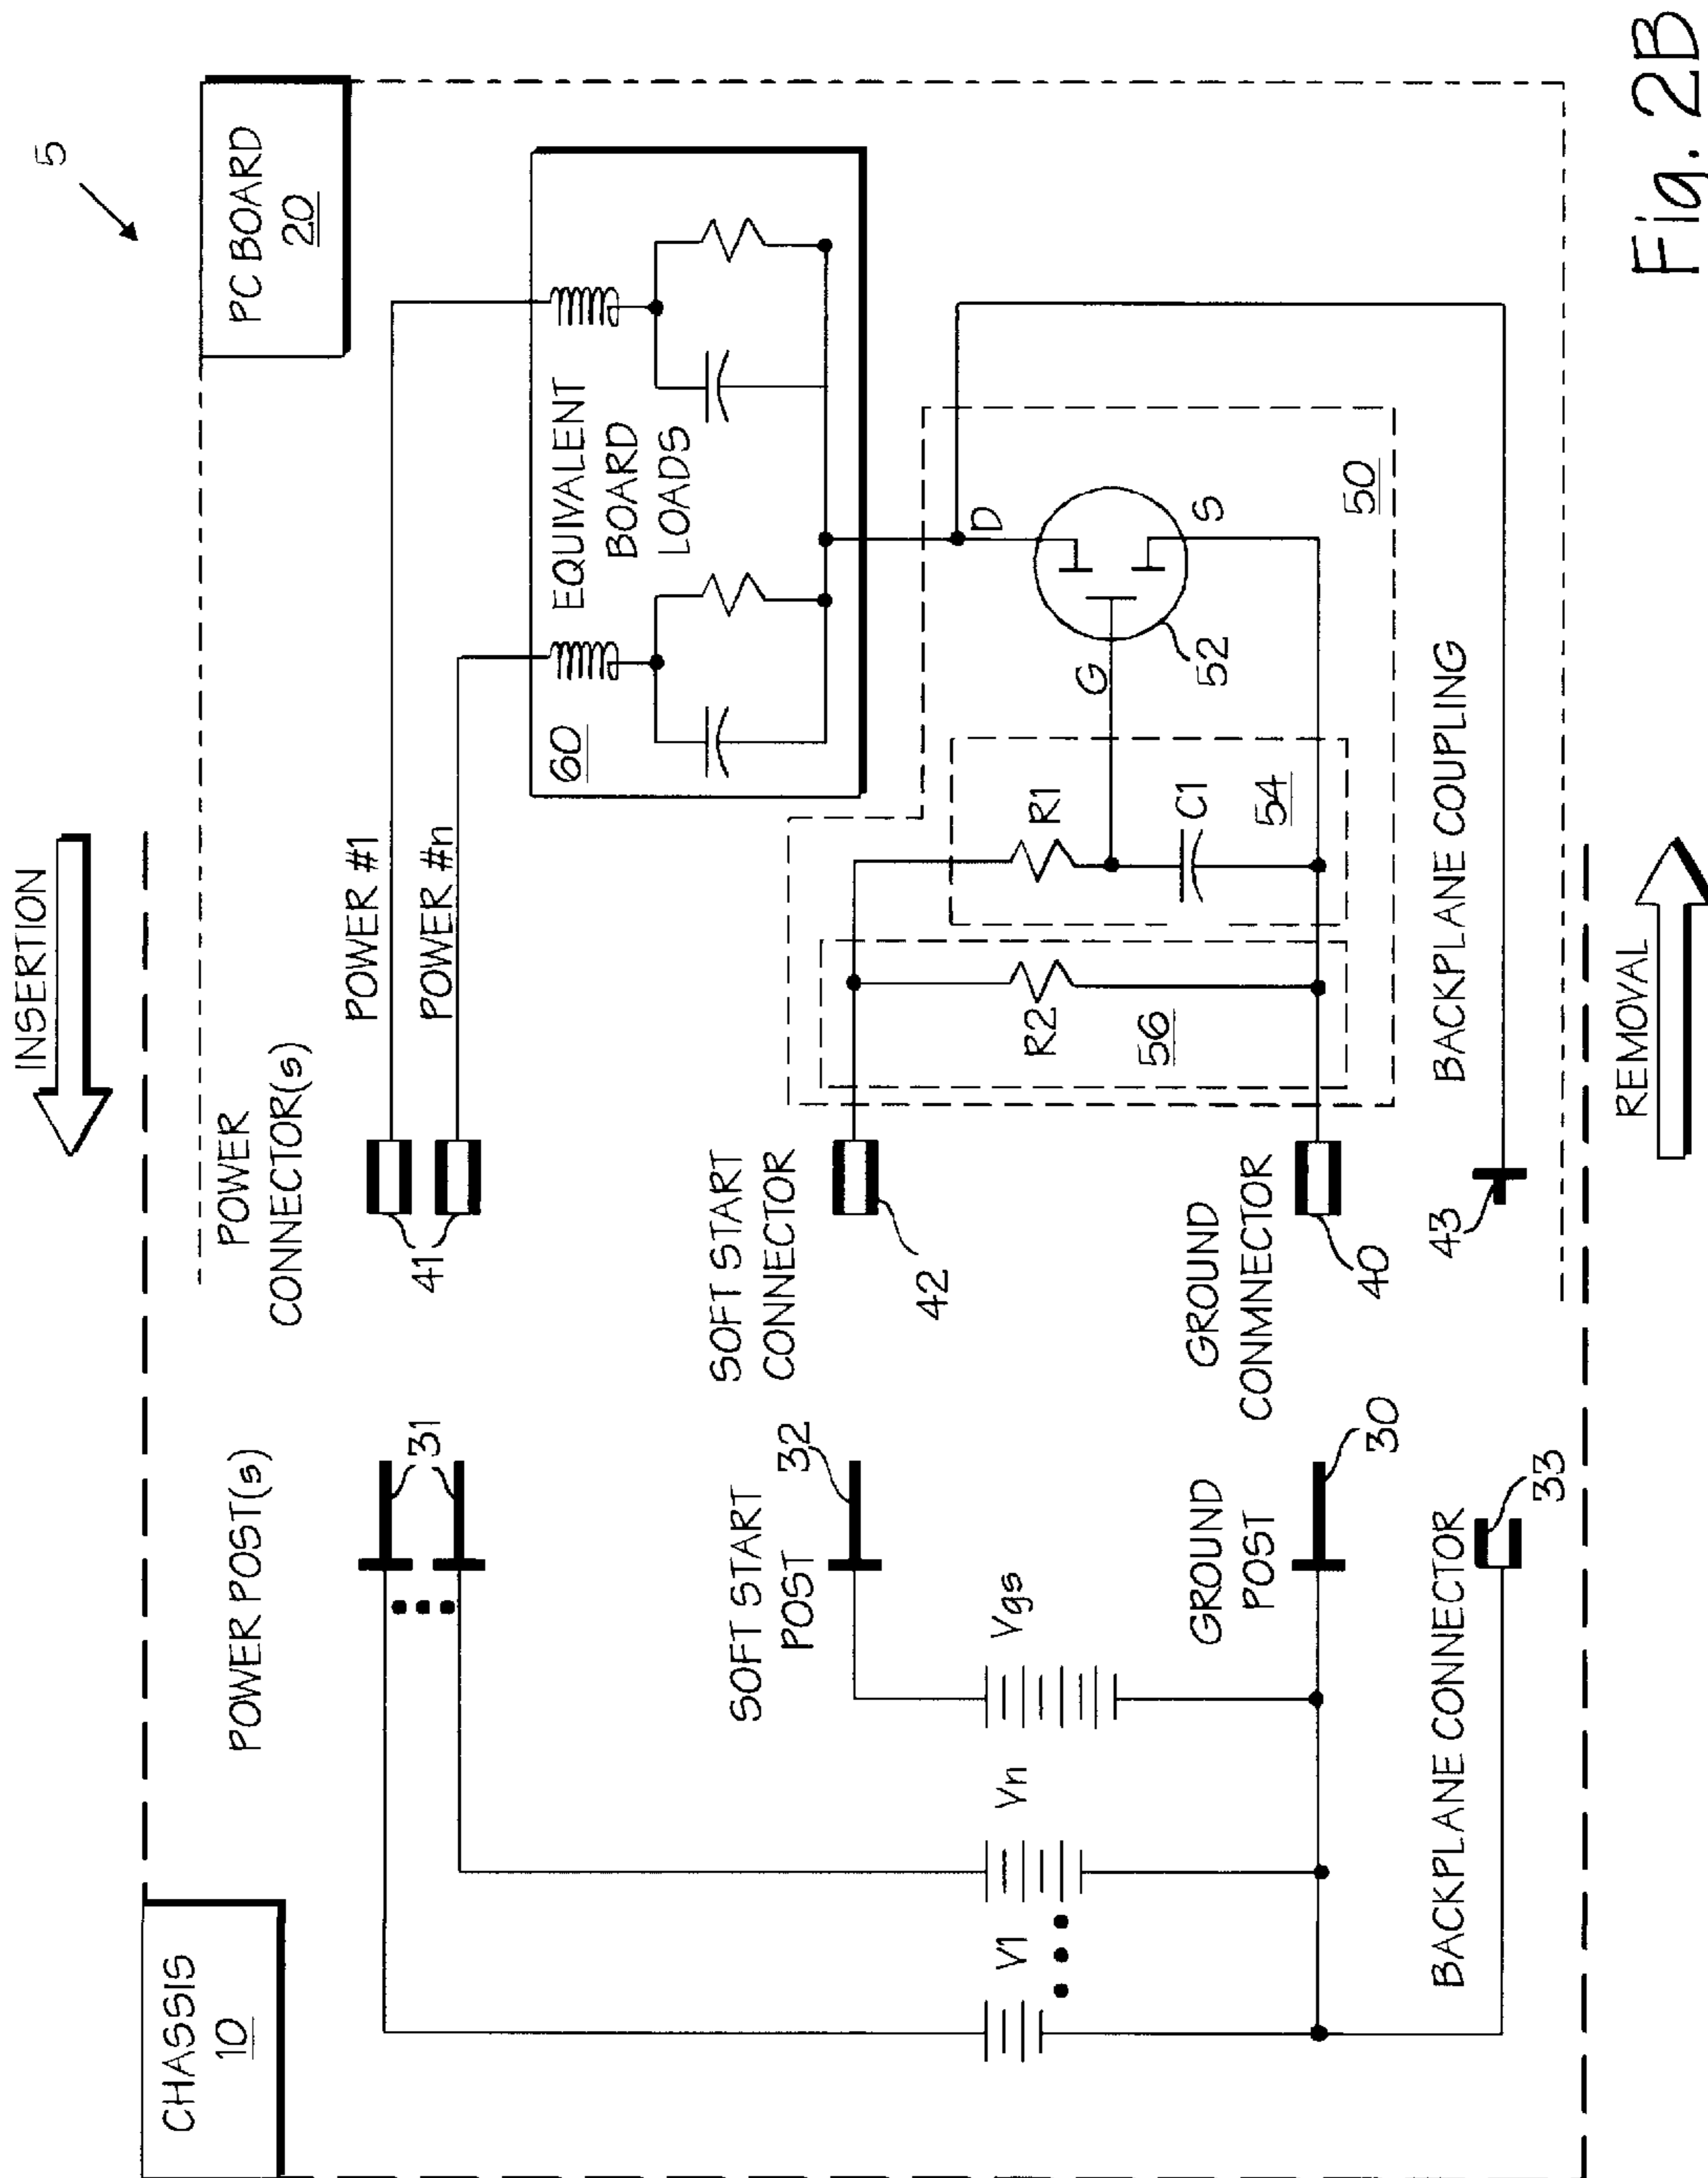 INSERTION
5
CHASSIS
10
PC BOARD
20
POWER POST(s)
31
POWER
CONNECTOR(s)
41
POWER #1
POWER #n
60
EQUIVALENT
BOARD
LOADS
SOFT START
POST
32
SOFT START
CONNECTOR
42
V1
Vn
Vgs
R2
56
R1
C1
54
G
D
S
52
50
GROUND
POST
30
GROUND
CONMNECTOR
40
BACKPLANE CONNECTOR
33
43
BACKPLANE COUPLING
REMOVAL
Fig. 2B